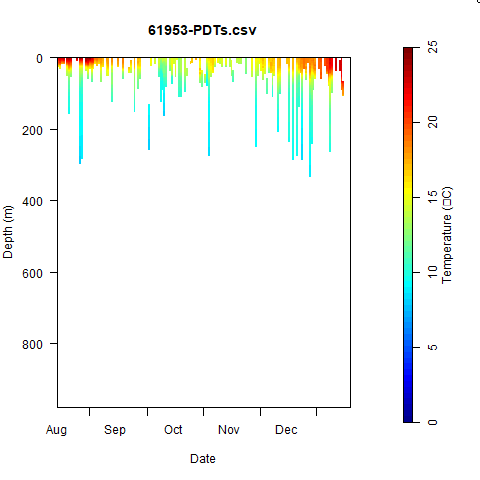 61953-PDTs.csv
0
200
400
600
800
Depth (m)
Aug Sep Oct Nov Dec
Date
25
20
15
10
5
0
Temperature (□C)